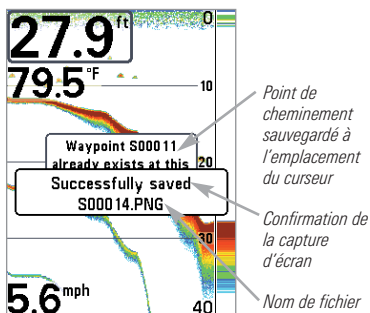 27.9 ft
79.5 °F
0
10
20
30
40
Waypoint S00011
already exists at this
Successfully saved
S00014.PNG
5.6 mph
Point de
cheminement
sauvegardé à
l'emplacement
du curseur
Confirmation de
la capture
d'écran
Nom de fichier